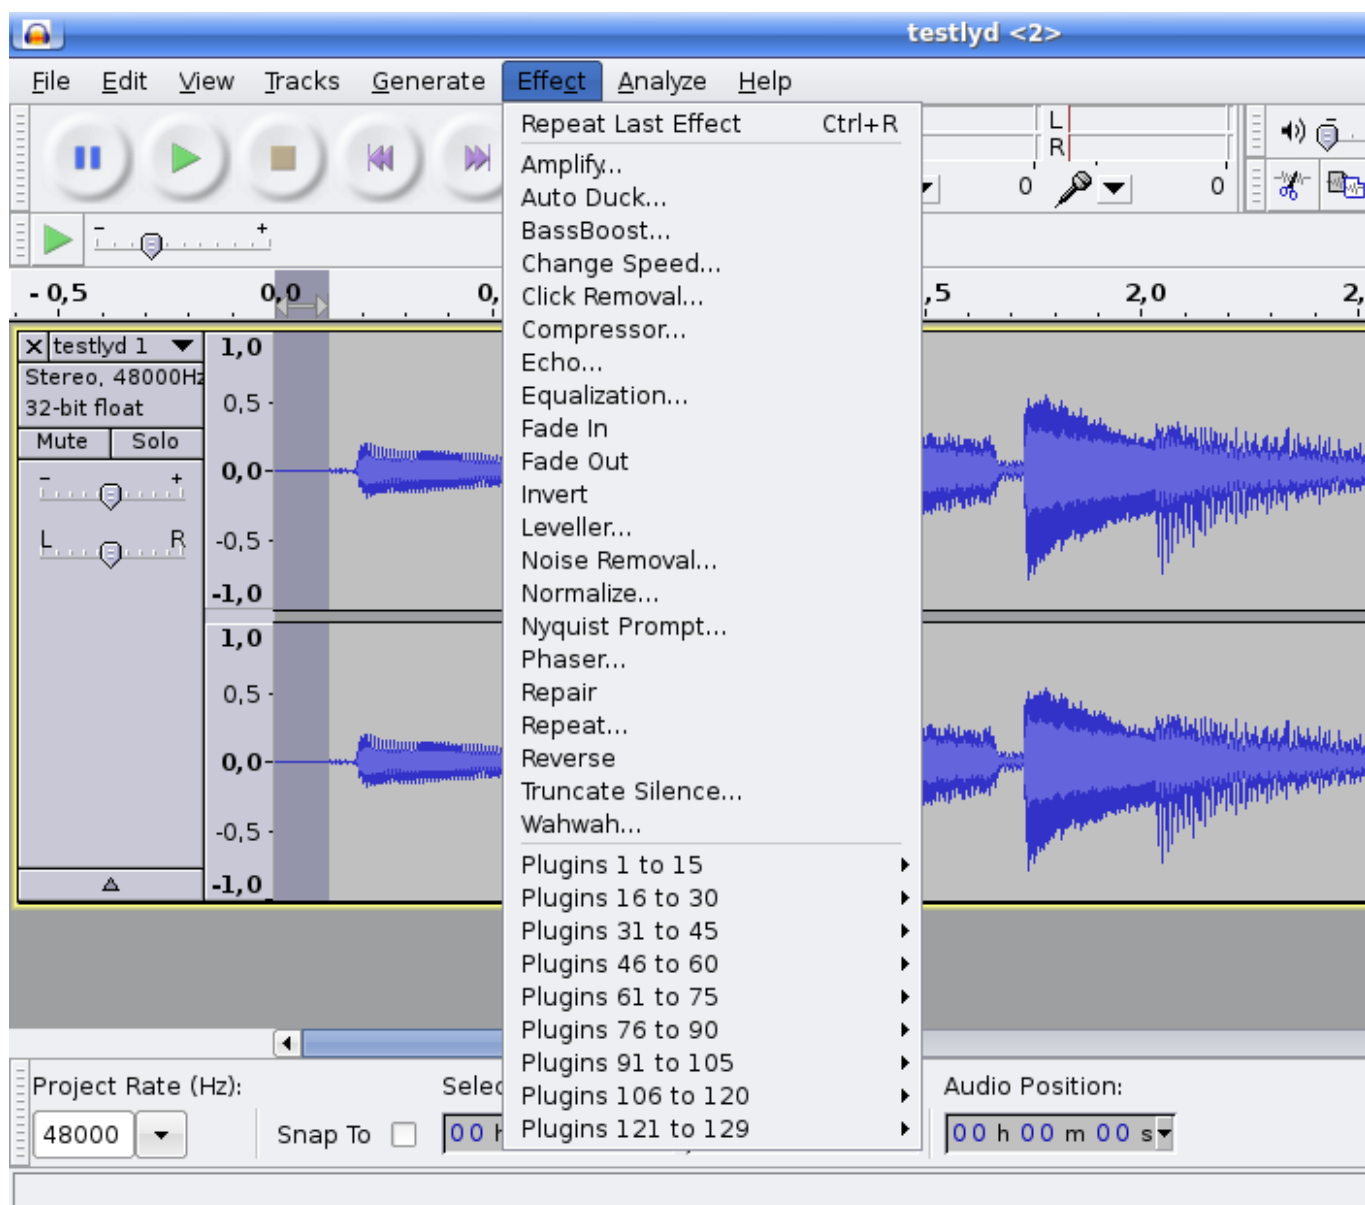 testlyd <2>
File Edit View Tracks Generate Effect Analyze Help
Repeat Last Effect Ctrl+R
Amplify...
Auto Duck...
BassBoost...
Change Speed...
Click Removal...
Compressor...
Echo...
Equalization...
Fade In
Fade Out
Invert
Leveller...
Noise Removal...
Normalize...
Nyquist Prompt...
Phaser...
Repair
Repeat...
Reverse
Truncate Silence...
Wahwah...
Plugins 1 to 15
Plugins 16 to 30
Plugins 31 to 45
Plugins 46 to 60
Plugins 61 to 75
Plugins 76 to 90
Plugins 91 to 105
Plugins 106 to 120
Plugins 121 to 129
L
R
0 0
- +
- 0,5 0,0 0, ,5 2,0 2,
testlyd 1
Stereo, 48000Hz
32-bit float
Mute Solo
- +
L R
1,0
0,5
0,0
-0,5
-1,0
1,0
0,5
0,0
-0,5
-1,0
Project Rate (Hz):
48000
Snap To
00 h
Audio Position:
00 h 00 m 00 s